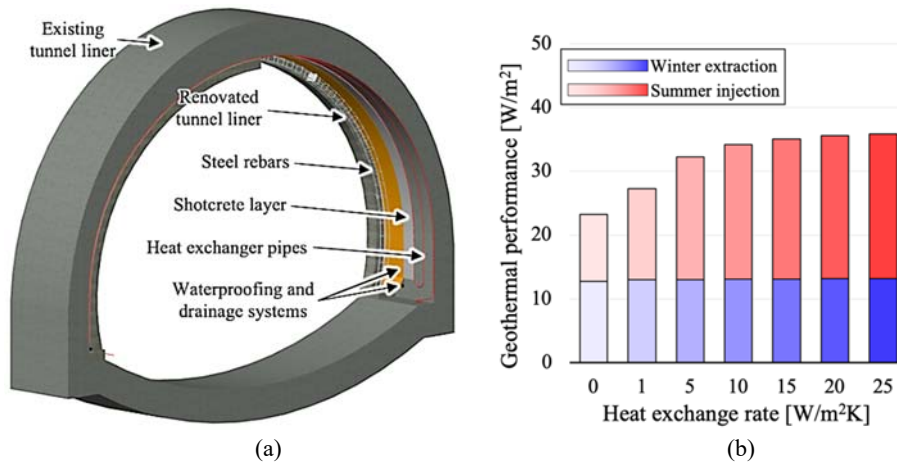 Existing
tunnel liner
Renovated
tunnel liner
Steel rebars
Shotcrete layer
Heat exchanger pipes
Waterproofing and
drainage systems
(a)
Geothermal performance [W/m²]
50
40
30
20
10
0
Winter extraction
Summer injection
0 1 5 10 15 20 25
Heat exchange rate [W/m²K]
(b)